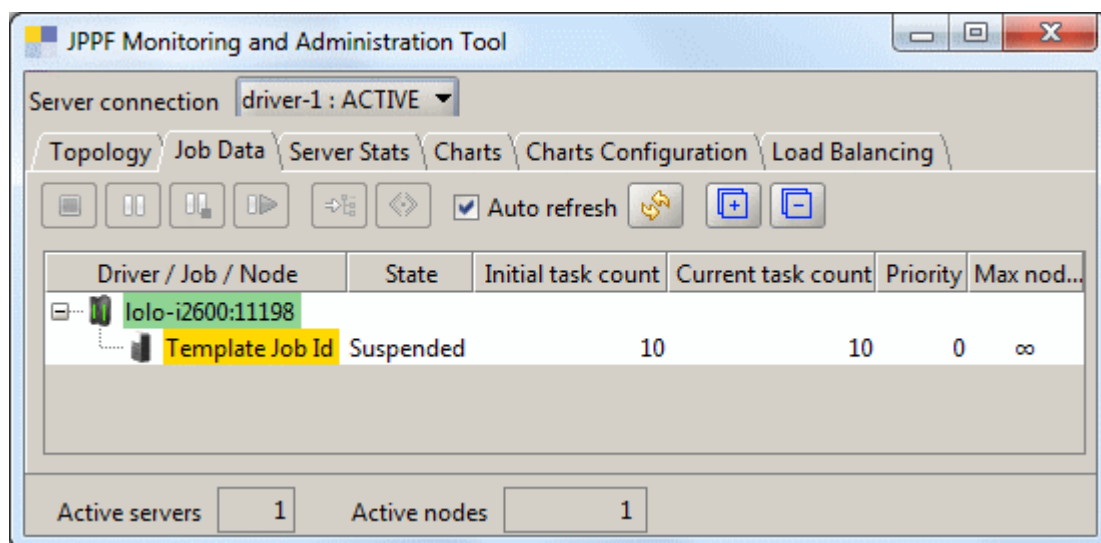 JPPF Monitoring and Administration Tool
Server connection driver-1 : ACTIVE
Topology Job Data Server Stats Charts Charts Configuration Load Balancing
Auto refresh
Driver / Job / Node State Initial task count Current task count Priority Max nod...
lolo-i2600:11198
Template Job Id Suspended 10 10 0 ∞
Active servers 1 Active nodes 1